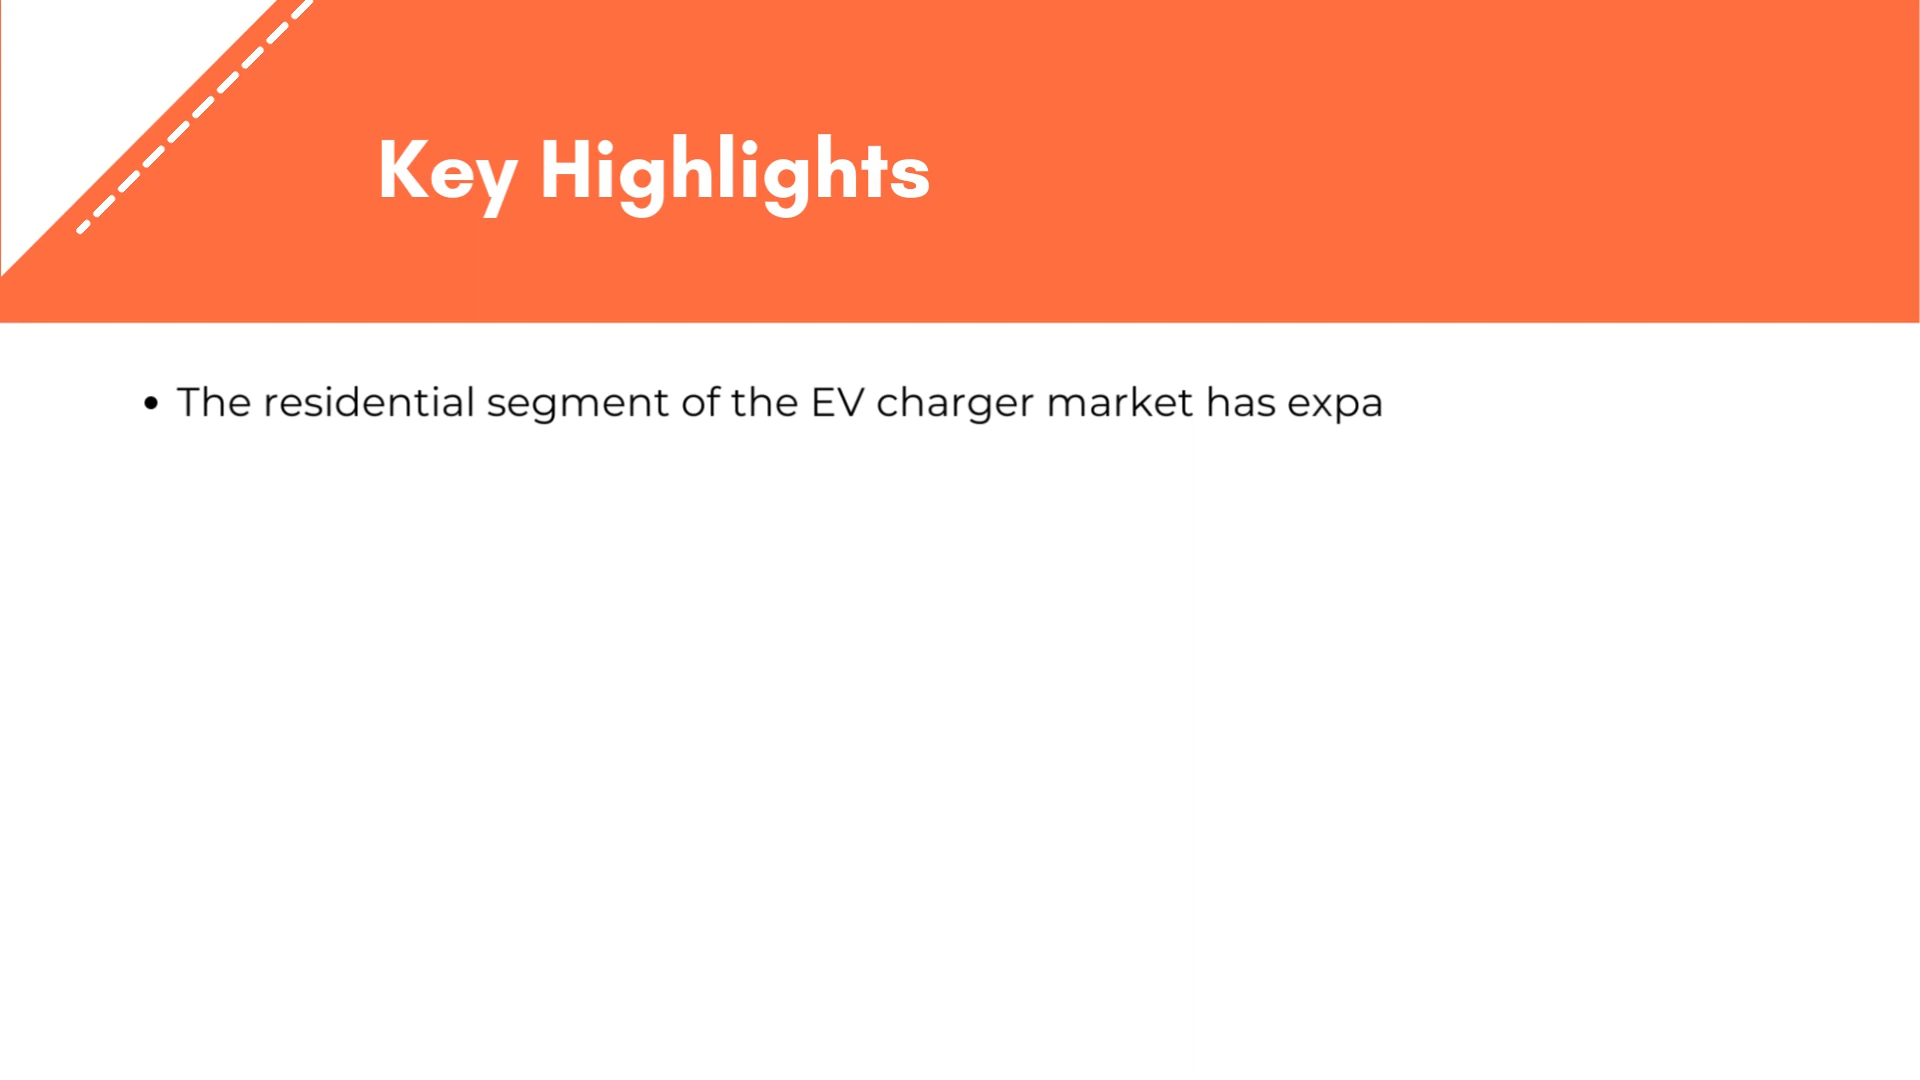 Key Highlights
• The residential segment of the EV charger market has expa